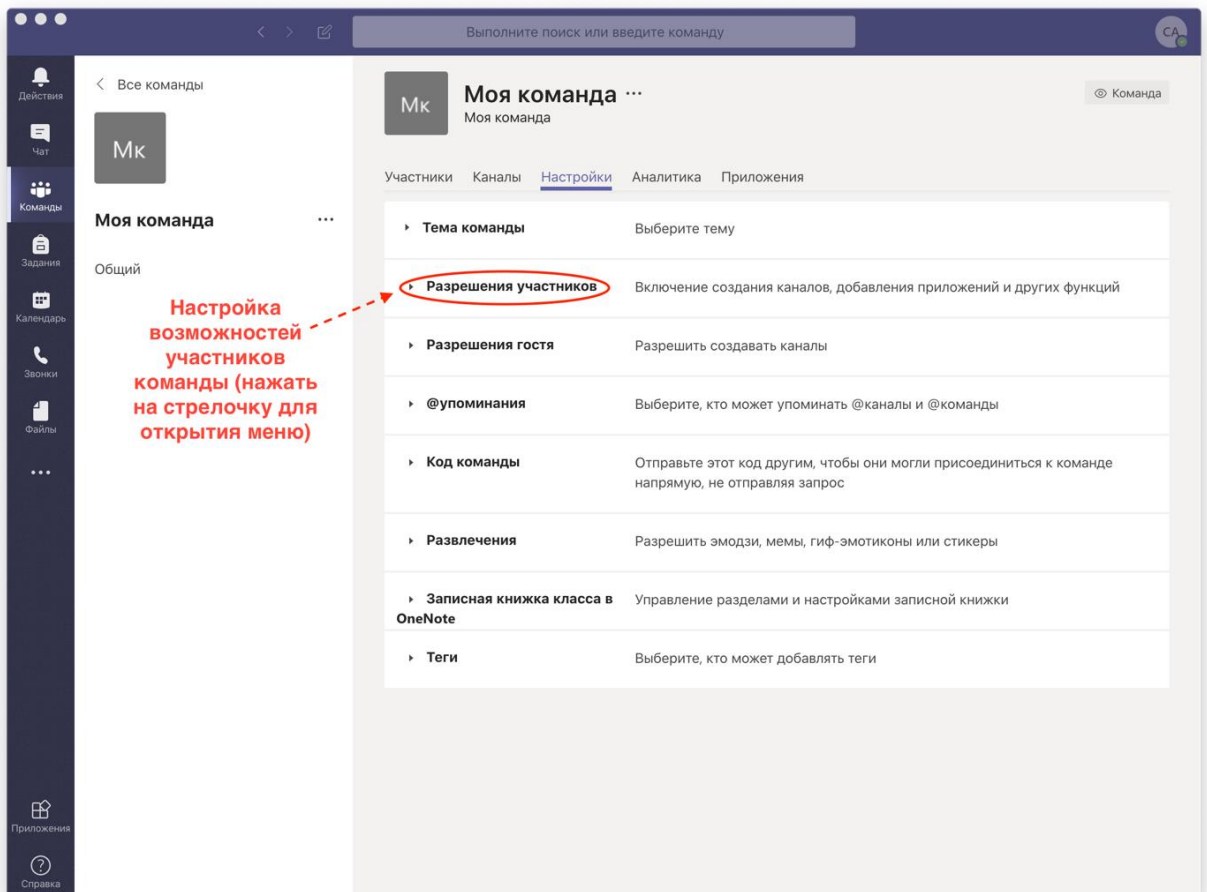 Выполните поиск или введите команду
СА
Действия
Чат
Команды
Задания
Календарь
Звонки
Файлы
Приложения
Справка
Все команды
Мк
Моя команда
Общий
Настройка
возможностей
участников
команды (нажать
на стрелочку для
открытия меню)
Мк
Моя команда
Моя команда
Команда
Участники Каналы Настройки Аналитика Приложения
Тема команды Выберите тему
Разрешения участников Включение создания каналов, добавления приложений и других функций
Разрешения гостя Разрешить создавать каналы
@упоминания Выберите, кто может упоминать @каналы и @команды
Код команды Отправьте этот код другим, чтобы они могли присоединиться к команде
напрямую, не отправляя запрос
Развлечения Разрешить эмодзи, мемы, гиф-эмотиконы или стикеры
Записная книжка класса в Управление разделами и настройками записной книжки
OneNote
Теги Выберите, кто может добавлять теги